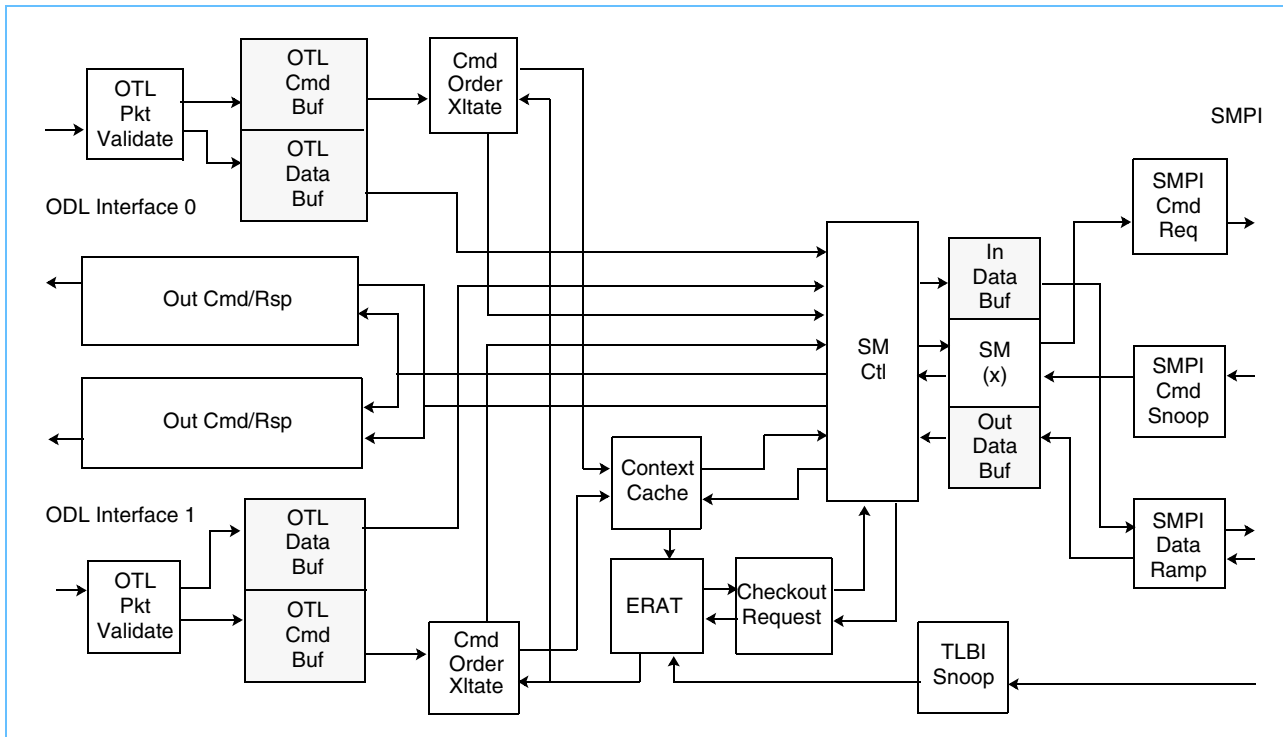 OTL
Pkt
Validate
OTL
Cmd
Buf
OTL
Data
Buf
Cmd
Order
Xltate
SMPI
ODL Interface 0
SMPI
Cmd
Req
Out Cmd/Rsp
Out Cmd/Rsp
SM
Ctl
In
Data
Buf
SM
(x)
Out
Data
Buf
SMPI
Cmd
Snoop
Context
Cache
ODL Interface 1
OTL
Pkt
Validate
OTL
Data
Buf
OTL
Cmd
Buf
Cmd
Order
Xltate
ERAT
Checkout
Request
SMPI
Data
Ramp
TLBI
Snoop